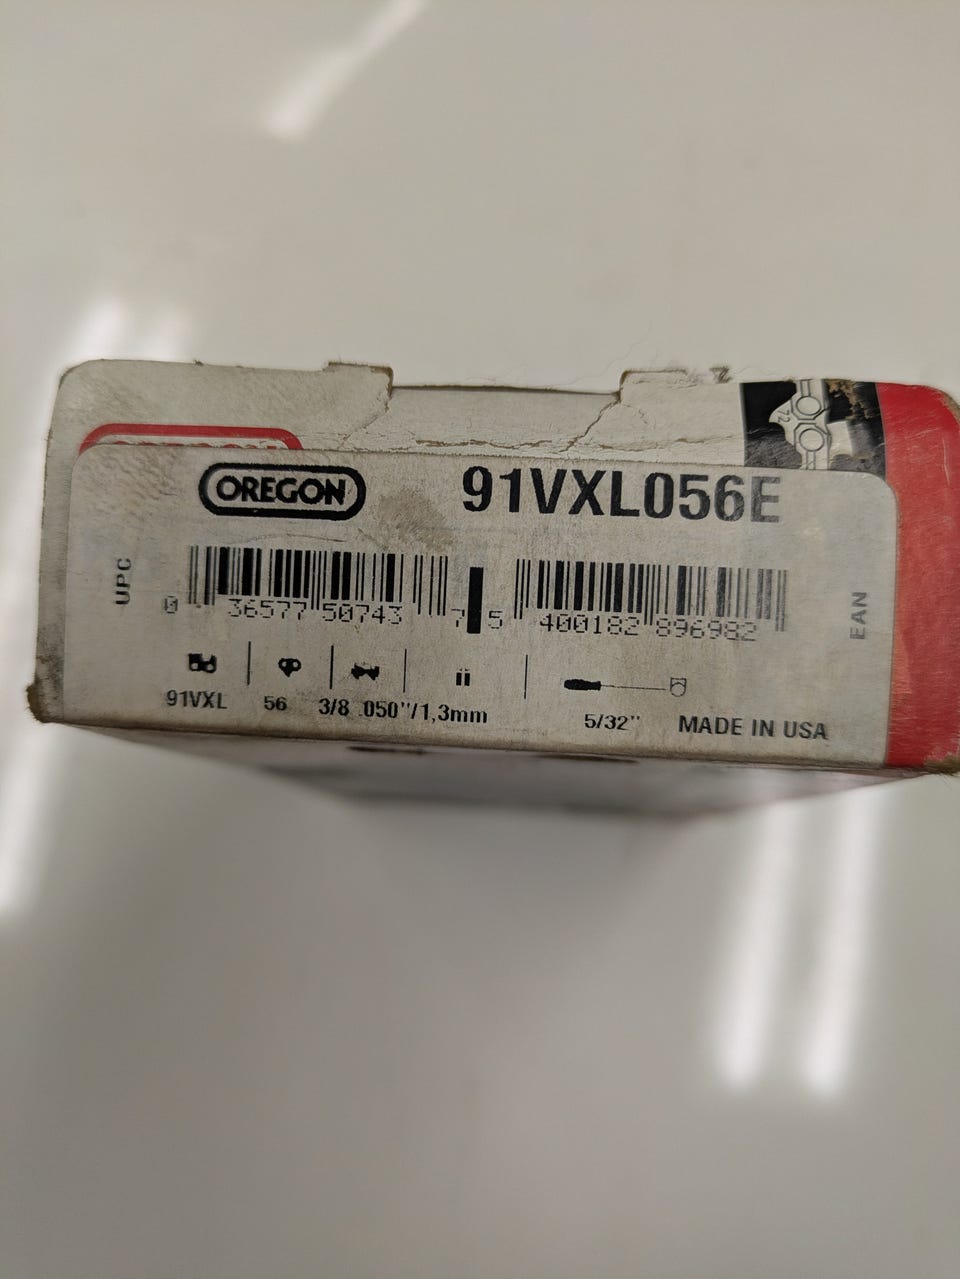 OREGON 91VXL056E
UPC
0 36577 50743 7
5 400182 896982
EAN
91VXL 56 3/8 .050"/1,3mm 5/32" MADE IN USA
72